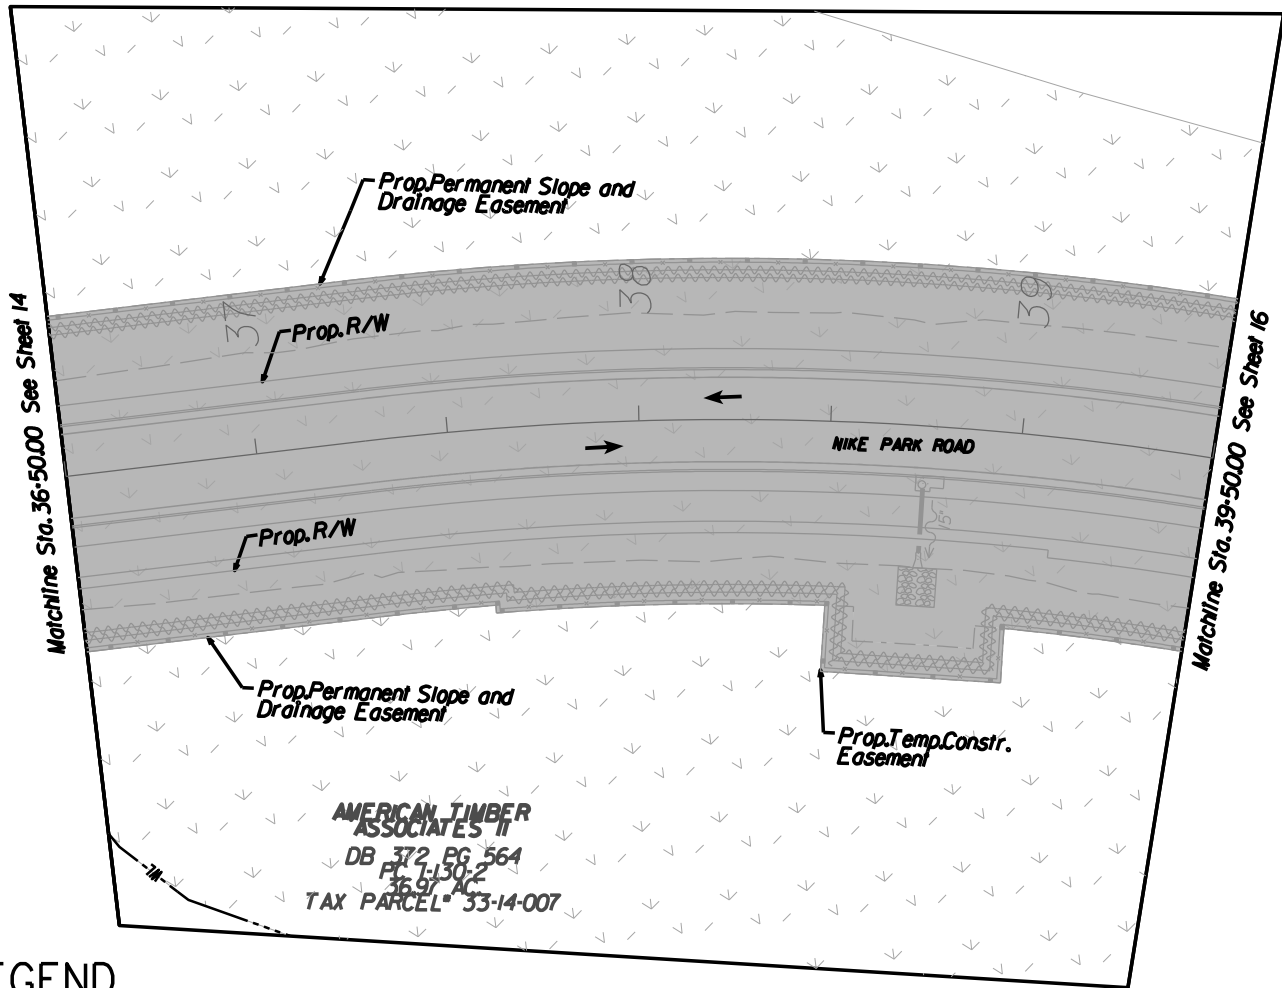 Prop.Permanent Slope and
Drainage Easement
37
38
39
Prop.R/W
Matchline Sta. 36+50.00 See Sheet 14
Matchline Sta. 39+50.00 See Sheet 16
NIKE PARK ROAD
15"
Prop.R/W
Prop.Permanent Slope and
Drainage Easement
Prop.Temp.Constr.
Easement
AMERICAN TIMBER
ASSOCIATES II
DB 372 PG 564
PC 1-130-2
36.97 AC.
TAX PARCEL# 33-14-007
EGEND